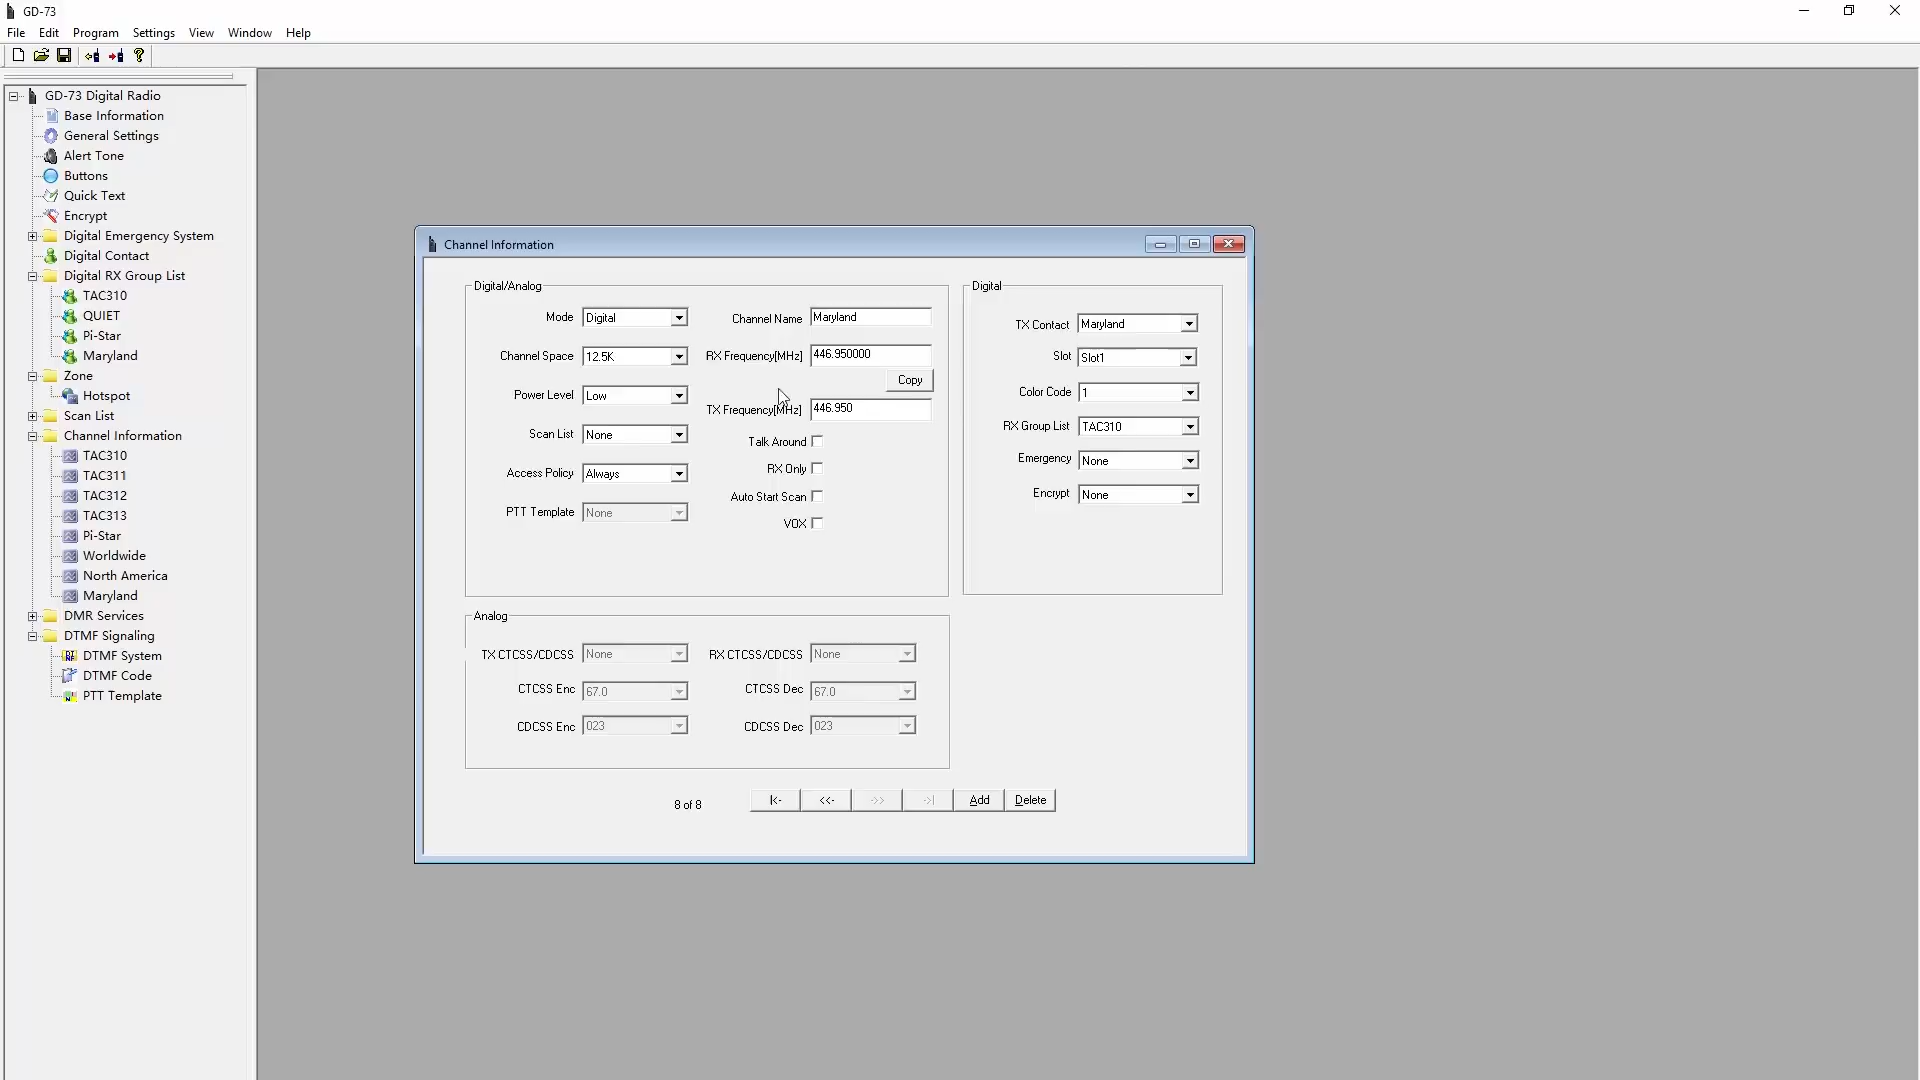 GD-73
File Edit Program Settings View Window Help
GD-73 Digital Radio
Base Information
General Settings
Alert Tone
Buttons
Quick Text
Encrypt
Digital Emergency System
Digital Contact
Digital RX Group List
TAC310
QUIET
Pi-Star
Maryland
Zone
Hotspot
Scan List
Channel Information
TAC310
TAC311
TAC312
TAC313
Pi-Star
Worldwide
North America
Maryland
DMR Services
DTMF Signaling
DTMF System
DTMF Code
PTT Template
Channel Information
Digital/Analog
Mode Digital
Channel Space 12.5K
Power Level Low
Scan List None
Access Policy Always
PTT Template None
Channel Name Maryland
RX Frequency[MHz] 446.950000
Copy
TX Frequency[MHz] 446.950
Talk Around
RX Only
Auto Start Scan
VOX
Digital
TX Contact Maryland
Slot Slot1
Color Code 1
RX Group List TAC310
Emergency None
Encrypt None
Analog
TX CTCSS/CDCSS None RX CTCSS/CDCSS None
CTCSS Enc 67.0 CTCSS Dec 67.0
CDCSS Enc 023 CDCSS Dec 023
8 of 8 |<- <<- ->> ->| Add Delete